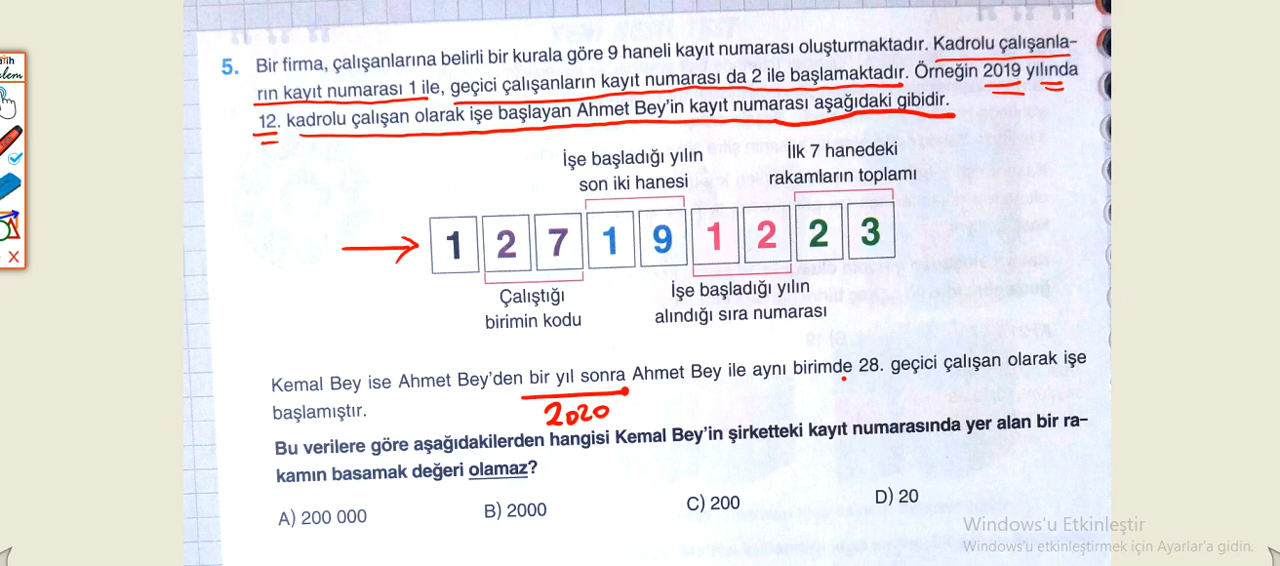 5. Bir firma, çalışanlarına belirli bir kurala göre 9 haneli kayıt numarası oluşturmaktadır. Kadrolu çalışanla-
rın kayıt numarası 1 ile, geçici çalışanların kayıt numarası da 2 ile başlamaktadır. Örneğin 2019 yılında
12. kadrolu çalışan olarak işe başlayan Ahmet Bey'in kayıt numarası aşağıdaki gibidir.
İşe başladığı yılın
son iki hanesi
İlk 7 hanedeki
rakamların toplamı
1 2 7 1 9 1 2 2 3
Çalıştığı
birimin kodu
İşe başladığı yılın
alındığı sıra numarası
Kemal Bey ise Ahmet Bey'den bir yıl sonra Ahmet Bey ile aynı birimde 28. geçici çalışan olarak işe
başlamıştır.
2020
Bu verilere göre aşağıdakilerden hangisi Kemal Bey'in şirketteki kayıt numarasında yer alan bir ra-
kamın basamak değeri olamaz?
A) 200 000 B) 2000 C) 200 D) 20
Windows'u Etkinleştir
Windows'u etkinleştirmek için Ayarlar'a gidin.